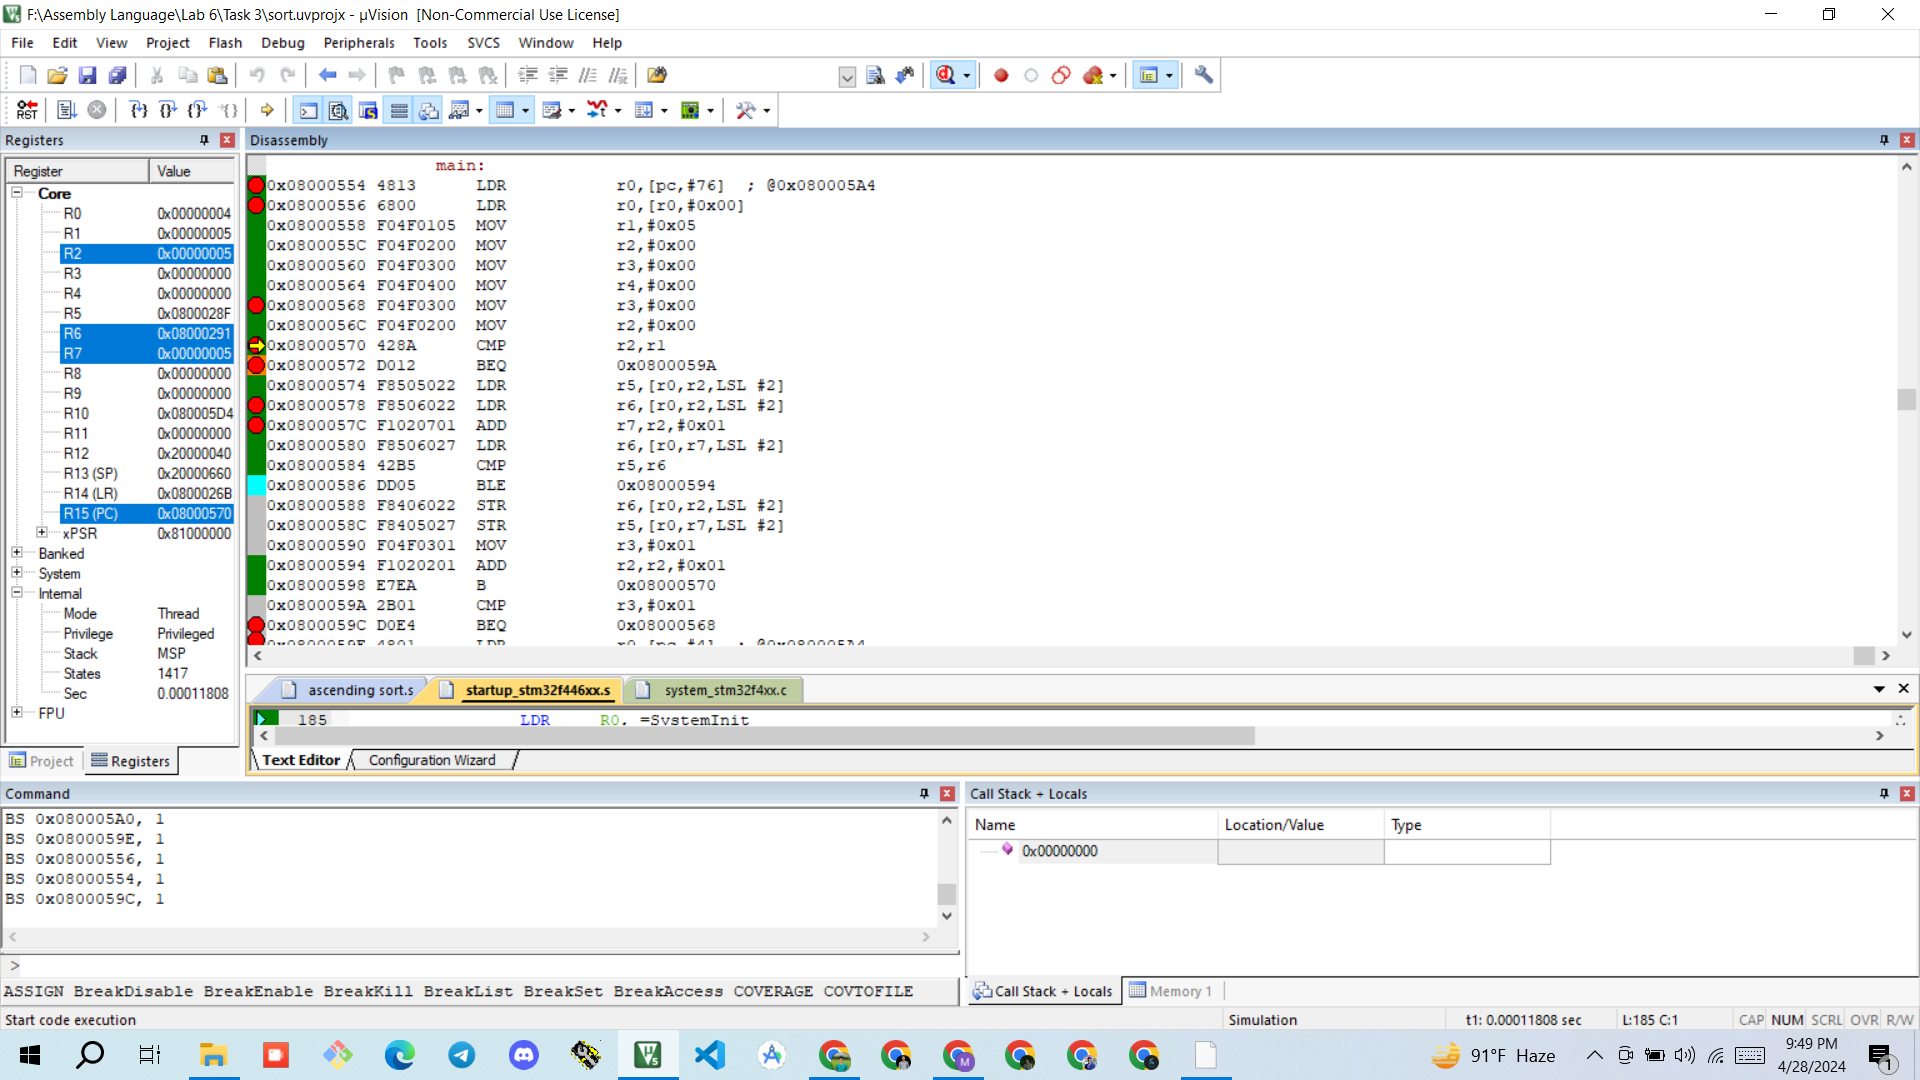 F:\Assembly Language\Lab 6\Task 3\sort.uvprojx - µVision  [Non-Commercial Use License]
File Edit View Project Flash Debug Peripherals Tools SVCS Window Help
RST
Registers
Register Value
Core
R0 0x00000004
R1 0x00000005
R2 0x00000005
R3 0x00000000
R4 0x00000000
R5 0x0800028F
R6 0x08000291
R7 0x00000005
R8 0x00000000
R9 0x00000000
R10 0x080005D4
R11 0x00000000
R12 0x20000040
R13 (SP) 0x20000660
R14 (LR) 0x0800026B
R15 (PC) 0x08000570
xPSR 0x81000000
Banked
System
Internal
Mode Thread
Privilege Privileged
Stack MSP
States 1417
Sec 0.00011808
FPU
Project Registers
Disassembly
main:
0x08000554 4813 LDR r0,[pc,#76] ; @0x080005A4
0x08000556 6800 LDR r0,[r0,#0x00]
0x08000558 F04F0105 MOV r1,#0x05
0x0800055C F04F0200 MOV r2,#0x00
0x08000560 F04F0300 MOV r3,#0x00
0x08000564 F04F0400 MOV r4,#0x00
0x08000568 F04F0300 MOV r3,#0x00
0x0800056C F04F0200 MOV r2,#0x00
0x08000570 428A CMP r2,r1
0x08000572 D012 BEQ 0x0800059A
0x08000574 F8505022 LDR r5,[r0,r2,LSL #2]
0x08000578 F8506022 LDR r6,[r0,r2,LSL #2]
0x0800057C F1020701 ADD r7,r2,#0x01
0x08000580 F8506027 LDR r6,[r0,r7,LSL #2]
0x08000584 42B5 CMP r5,r6
0x08000586 DD05 BLE 0x08000594
0x08000588 F8406022 STR r6,[r0,r2,LSL #2]
0x0800058C F8405027 STR r5,[r0,r7,LSL #2]
0x08000590 F04F0301 MOV r3,#0x01
0x08000594 F1020201 ADD r2,r2,#0x01
0x08000598 E7EA B 0x08000570
0x0800059A 2B01 CMP r3,#0x01
0x0800059C D0E4 BEQ 0x08000568
0x0800059E 4801 LDR r0,[pc,#4] ; @0x080005A4
ascending sort.s startup_stm32f446xx.s system_stm32f4xx.c
185 LDR R0, =SystemInit
Text Editor Configuration Wizard
Command
BS 0x080005A0, 1
BS 0x0800059E, 1
BS 0x08000556, 1
BS 0x08000554, 1
BS 0x0800059C, 1
>
ASSIGN BreakDisable BreakEnable BreakKill BreakList BreakSet BreakAccess COVERAGE COVTOFILE
Call Stack + Locals
Name Location/Value Type
0x00000000
Call Stack + Locals Memory 1
Start code execution Simulation t1: 0.00011808 sec L:185 C:1 CAP NUM SCRL OVR R/W
91°F Haze
9:49 PM
4/28/2024
1